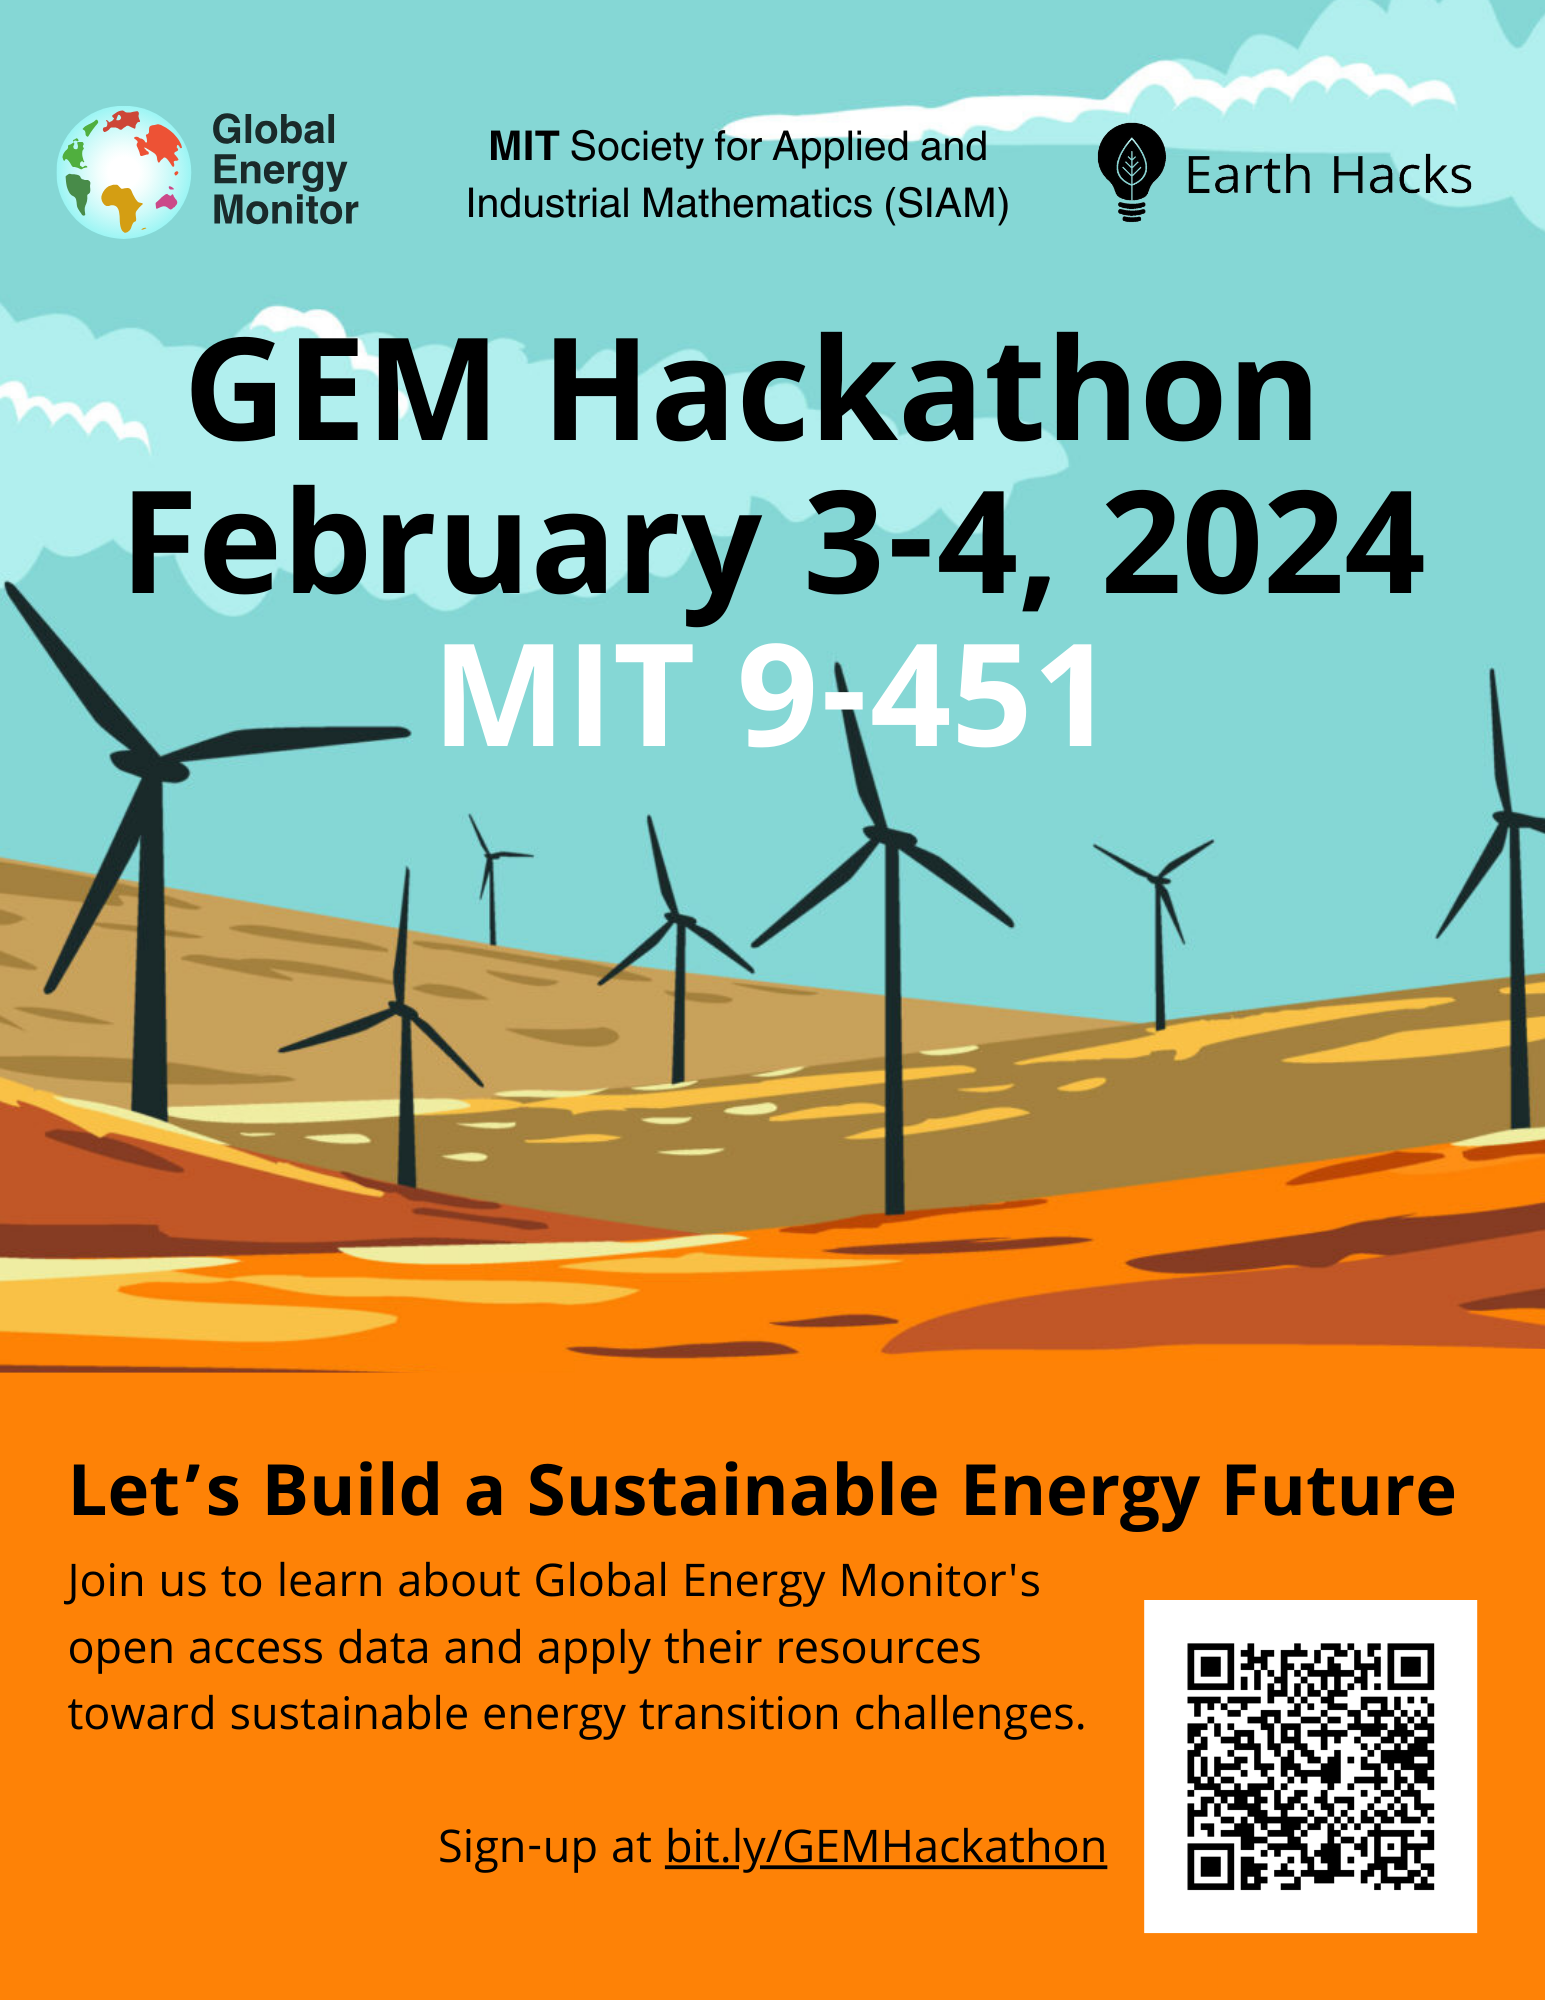 Global
Energy
Monitor
MIT Society for Applied and
Industrial Mathematics (SIAM)
Earth Hacks
GEM Hackathon
February 3-4, 2024
MIT 9-451
Let’s Build a Sustainable Energy Future
Join us to learn about Global Energy Monitor's
open access data and apply their resources
toward sustainable energy transition challenges.
Sign-up at bit.ly/GEMHackathon